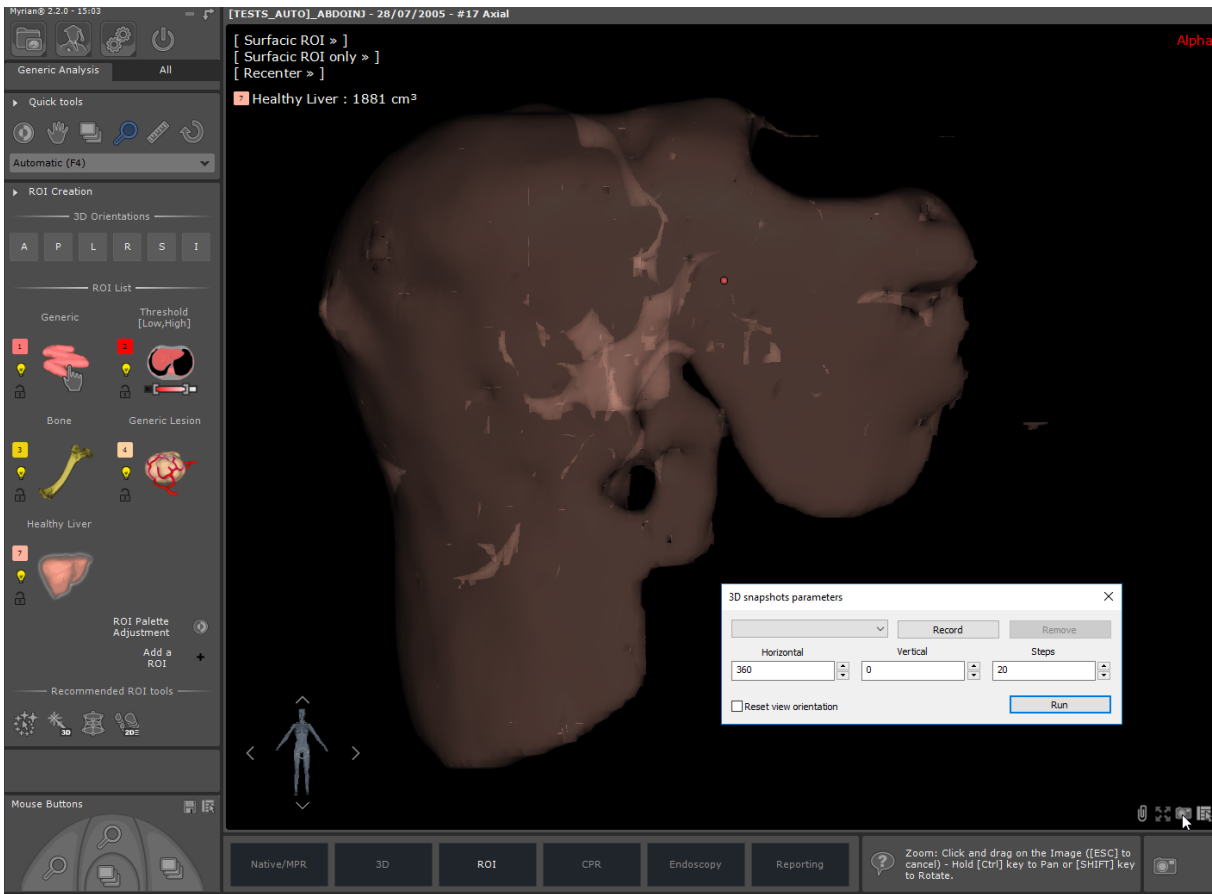 Myrian® 2.2.0 - 15:03
[TESTS_AUTO]_ABDOINJ - 28/07/2005 - #17 Axial
Generic Analysis
All
Quick tools
Automatic (F4)
ROI Creation
3D Orientations
A P L R S I
ROI List
Generic
Threshold
[Low,High]
1
2
Bone
Generic Lesion
3
4
Healthy Liver
7
ROI Palette
Adjustment
Add a
ROI
Recommended ROI tools
3D
2D
Mouse Buttons
[ Surfacic ROI » ]
[ Surfacic ROI only » ]
[ Recenter » ]
7 Healthy Liver : 1881 cm³
Alpha
3D snapshots parameters
Record
Remove
Horizontal
Vertical
Steps
360
0
20
Reset view orientation
Run
Native/MPR
3D
ROI
CPR
Endoscopy
Reporting
Zoom: Click and drag on the Image ([ESC] to
cancel) - Hold [Ctrl] key to Pan or [SHIFT] key
to Rotate.